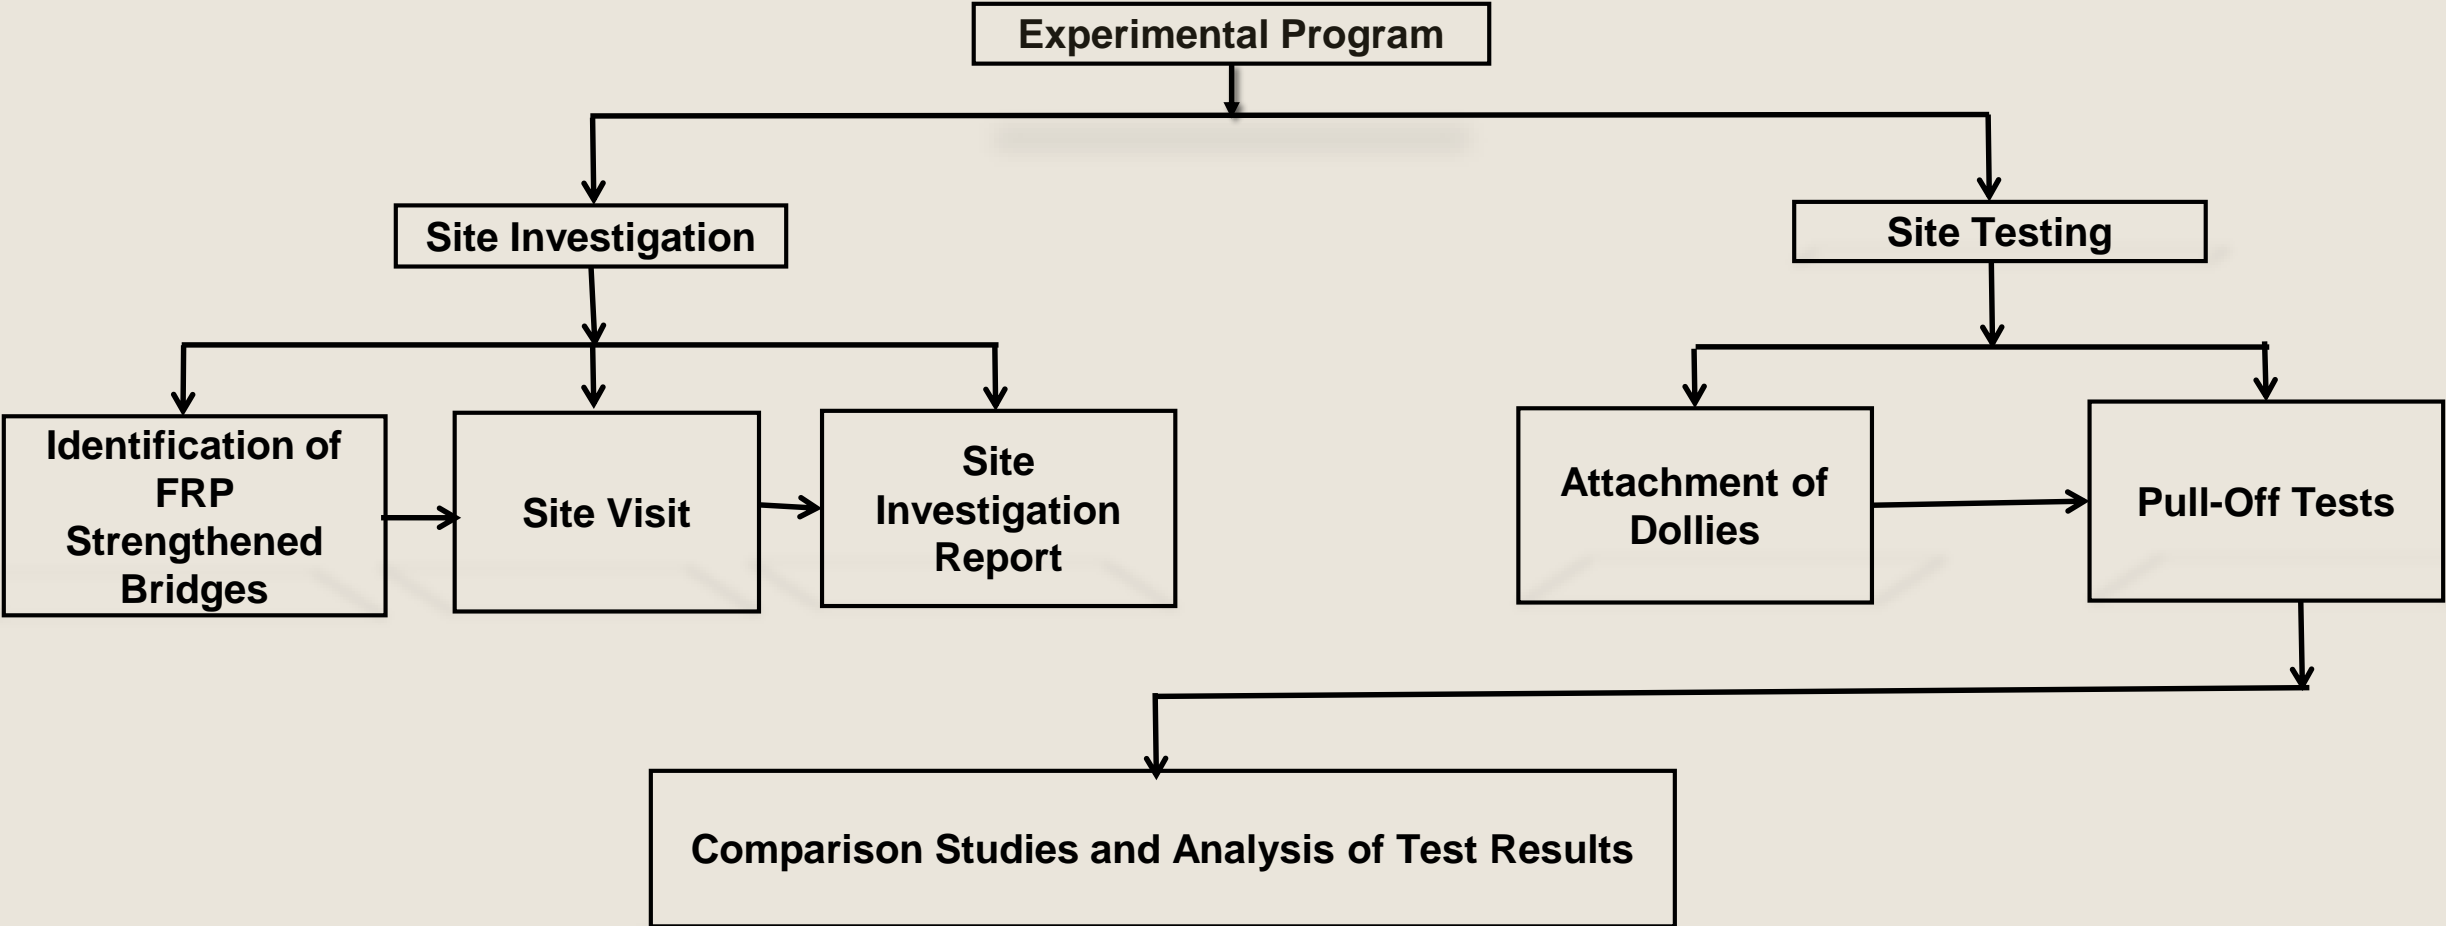 Experimental Program
Site Investigation
Site Testing
Identification of
FRP
Strengthened
Bridges
Site Visit
Site
Investigation
Report
Attachment of
Dollies
Pull-Off Tests
Comparison Studies and Analysis of Test Results